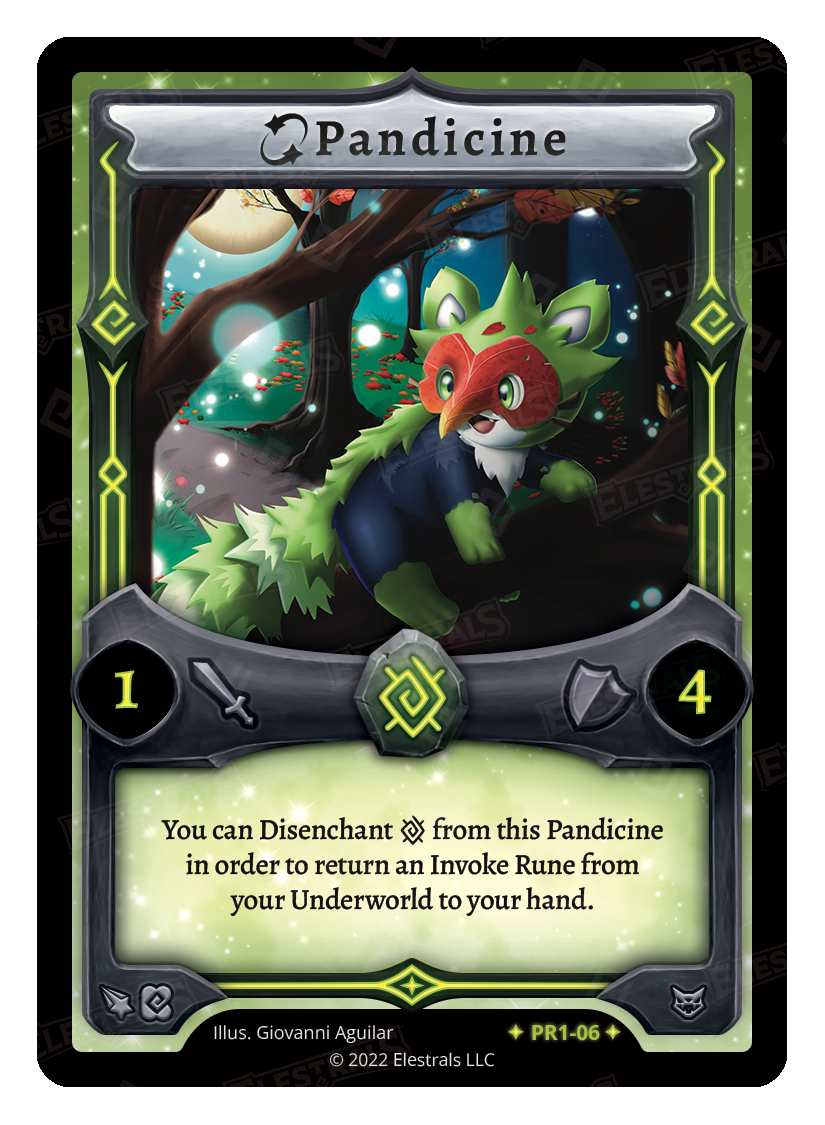 Pandicine
1
4
You can Disenchant from this Pandicine
in order to return an Invoke Rune from
your Underworld to your hand.
Illus. Giovanni Aguilar
PR1-06
© 2022 Elestrals LLC
ELESTRALS